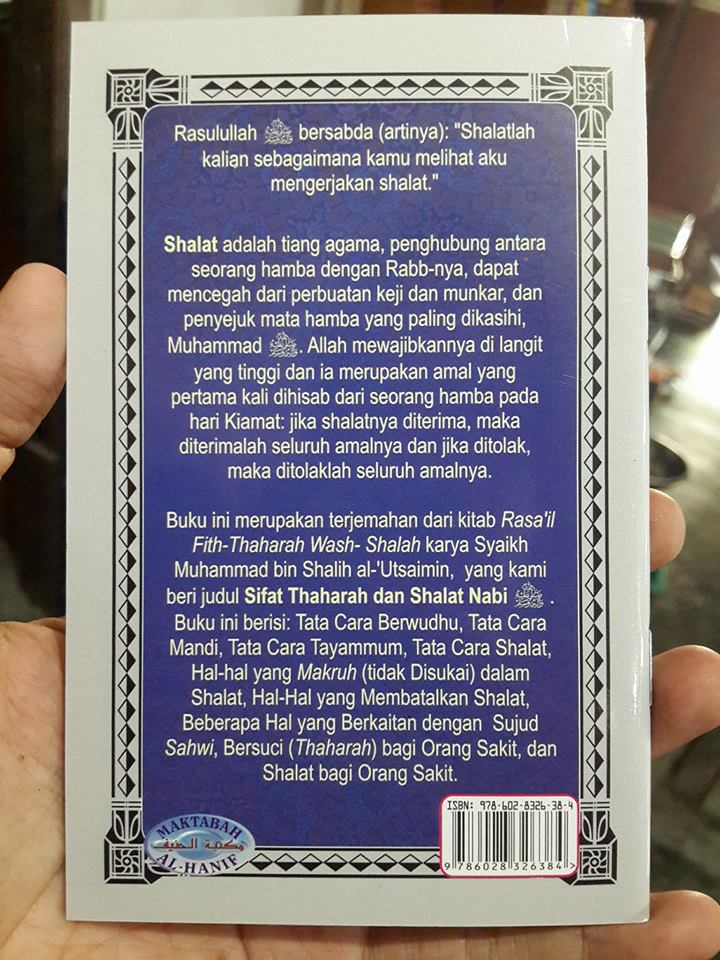 Rasulullah ﷺ bersabda (artinya): "Shalatlah
kalian sebagaimana kamu melihat aku
mengerjakan shalat."
Shalat adalah tiang agama, penghubung antara
seorang hamba dengan Rabb-nya, dapat
mencegah dari perbuatan keji dan munkar, dan
penyejuk mata hamba yang paling dikasihi,
Muhammad ﷺ. Allah mewajibkannya di langit
yang tinggi dan ia merupakan amal yang
pertama kali dihisab dari seorang hamba pada
hari Kiamat: jika shalatnya diterima, maka
diterimalah seluruh amalnya dan jika ditolak,
maka ditolaklah seluruh amalnya.
Buku ini merupakan terjemahan dari kitab Rasa'il
Fith-Thaharah Wash- Shalah karya Syaikh
Muhammad bin Shalih al-'Utsaimin, yang kami
beri judul Sifat Thaharah dan Shalat Nabi ﷺ .
Buku ini berisi: Tata Cara Berwudhu, Tata Cara
Mandi, Tata Cara Tayammum, Tata Cara Shalat,
Hal-hal yang Makruh (tidak Disukai) dalam
Shalat, Hal-Hal yang Membatalkan Shalat,
Beberapa Hal yang Berkaitan dengan Sujud
Sahwi, Bersuci (Thaharah) bagi Orang Sakit, dan
Shalat bagi Orang Sakit.
MAKTABAH
مكتبة الحنيف
AL-HANIF
ISBN: 978-602-8326-38-4
9 786028 326384 >